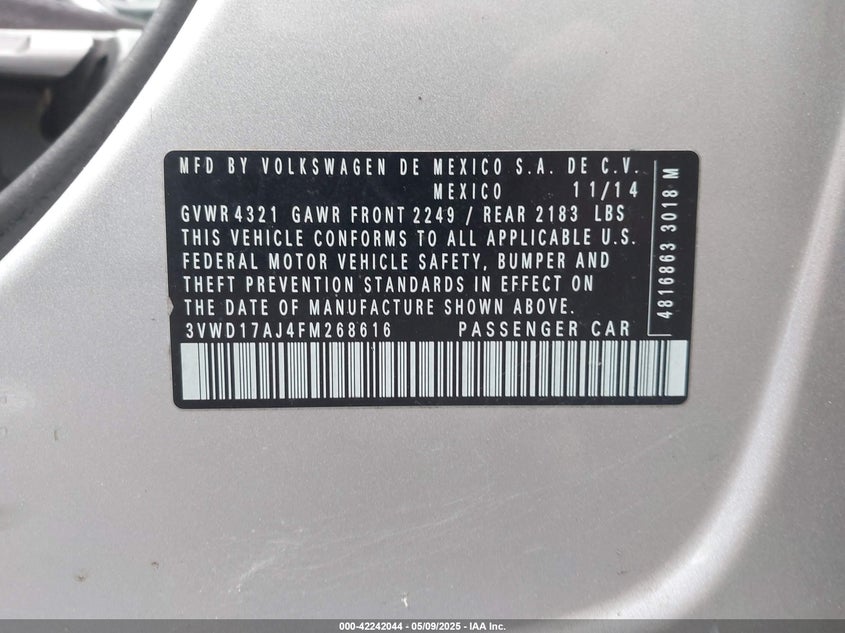 MFD BY VOLKSWAGEN DE MEXICO S.A. DE C.V.
MEXICO 11/14
GVWR 4321 GAWR FRONT 2249 / REAR 2183 LBS
THIS VEHICLE CONFORMS TO ALL APPLICABLE U.S.
FEDERAL MOTOR VEHICLE SAFETY, BUMPER AND
THEFT PREVENTION STANDARDS IN EFFECT ON
THE DATE OF MANUFACTURE SHOWN ABOVE.
3VWD17AJ4FM268616 PASSENGER CAR
4816863 3018 M
000-42242044 | 05/09/2025 | IAA Inc.